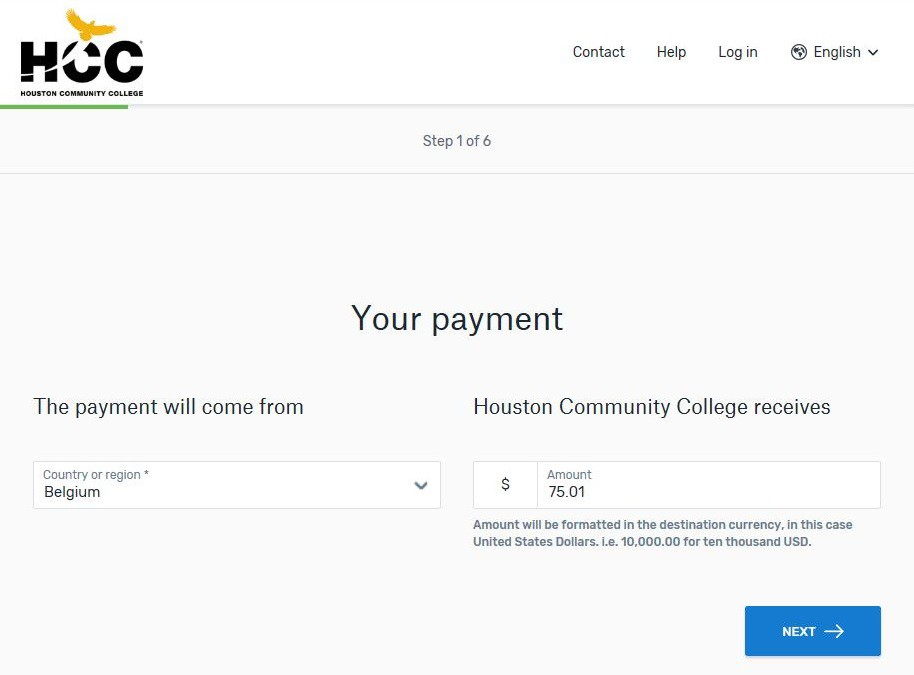 HCC
HOUSTON COMMUNITY COLLEGE
Contact Help Log in English
Step 1 of 6
Your payment
The payment will come from
Country or region *
Belgium
Houston Community College receives
$
Amount
75.01
Amount will be formatted in the destination currency, in this case
United States Dollars. i.e. 10,000.00 for ten thousand USD.
NEXT